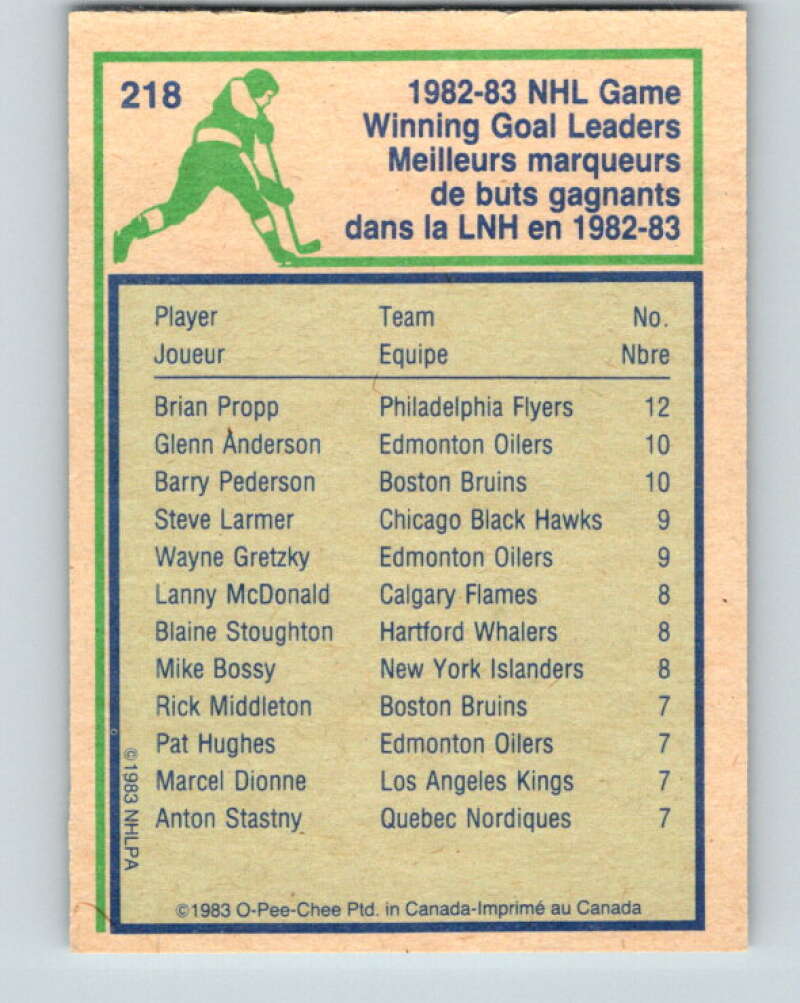 218
1982-83 NHL Game
Winning Goal Leaders
Meilleurs marqueurs
de buts gagnants
dans la LNH en 1982-83
Player Team No.
Joueur Equipe Nbre
Brian Propp Philadelphia Flyers 12
Glenn Anderson Edmonton Oilers 10
Barry Pederson Boston Bruins 10
Steve Larmer Chicago Black Hawks 9
Wayne Gretzky Edmonton Oilers 9
Lanny McDonald Calgary Flames 8
Blaine Stoughton Hartford Whalers 8
Mike Bossy New York Islanders 8
Rick Middleton Boston Bruins 7
Pat Hughes Edmonton Oilers 7
Marcel Dionne Los Angeles Kings 7
Anton Stastny Quebec Nordiques 7
©1983 NHLPA
©1983 O-Pee-Chee Ptd. in Canada-Imprimé au Canada